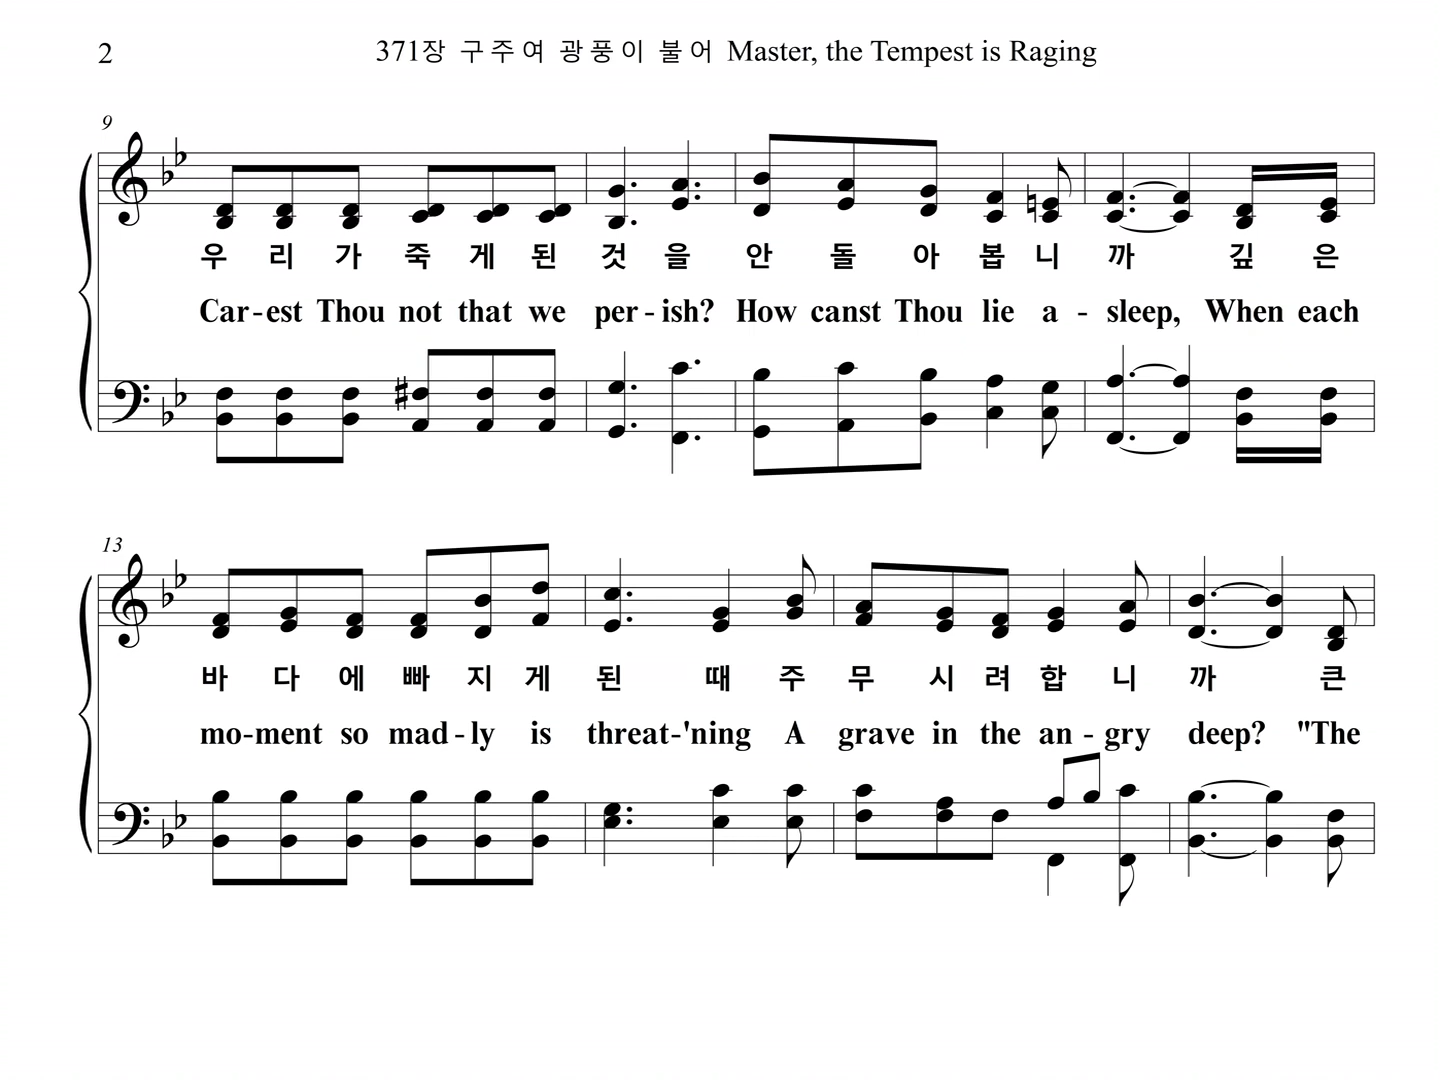 2
371장 구주여 광풍이 불어 Master, the Tempest is Raging
9
우 리 가 죽 게 된 것 을 안 돌 아 봅 니 까 깊 은
Car-est Thou not that we per-ish? How canst Thou lie a-sleep, When each
13
바 다 에 빠 지 게 된 때 주 무 시 려 합 니 까 큰
mo-ment so mad-ly is threat-'ning A grave in the an-gry deep? "The